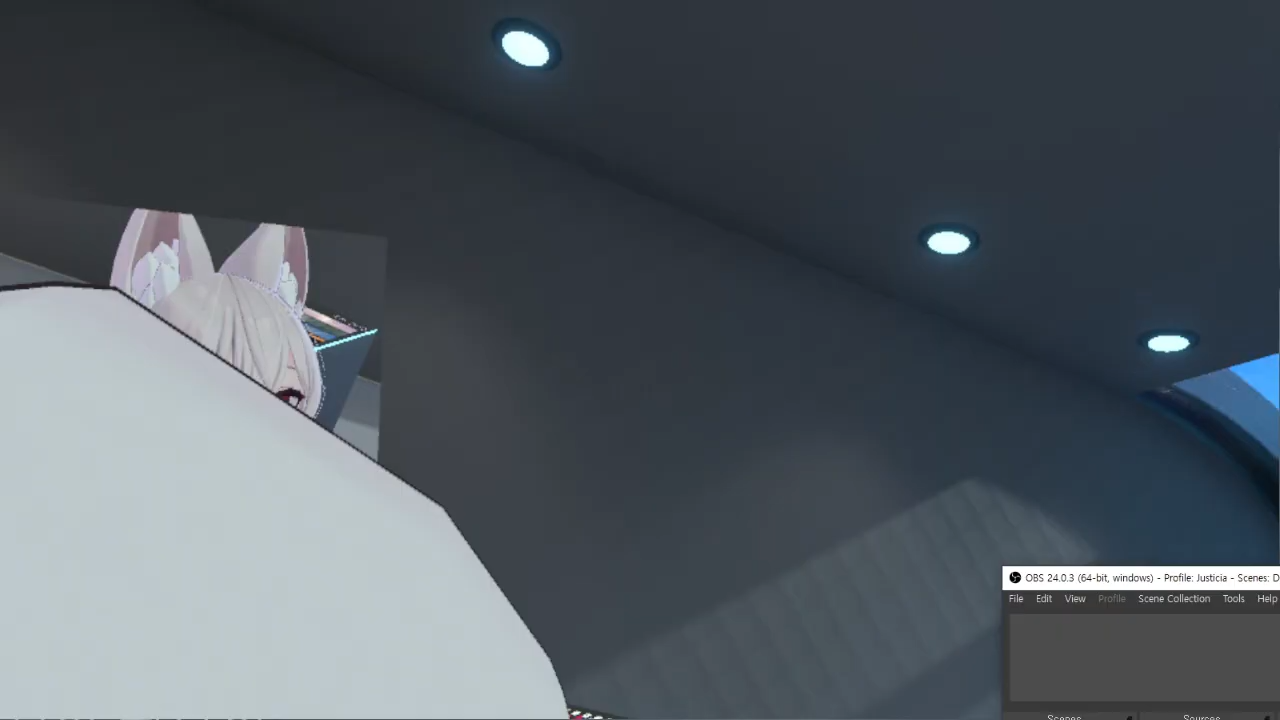 OBS 24.0.3 (64-bit, windows) - Profile: Justicia - Scenes: D
File Edit View Profile Scene Collection Tools Help
Scenes Sources